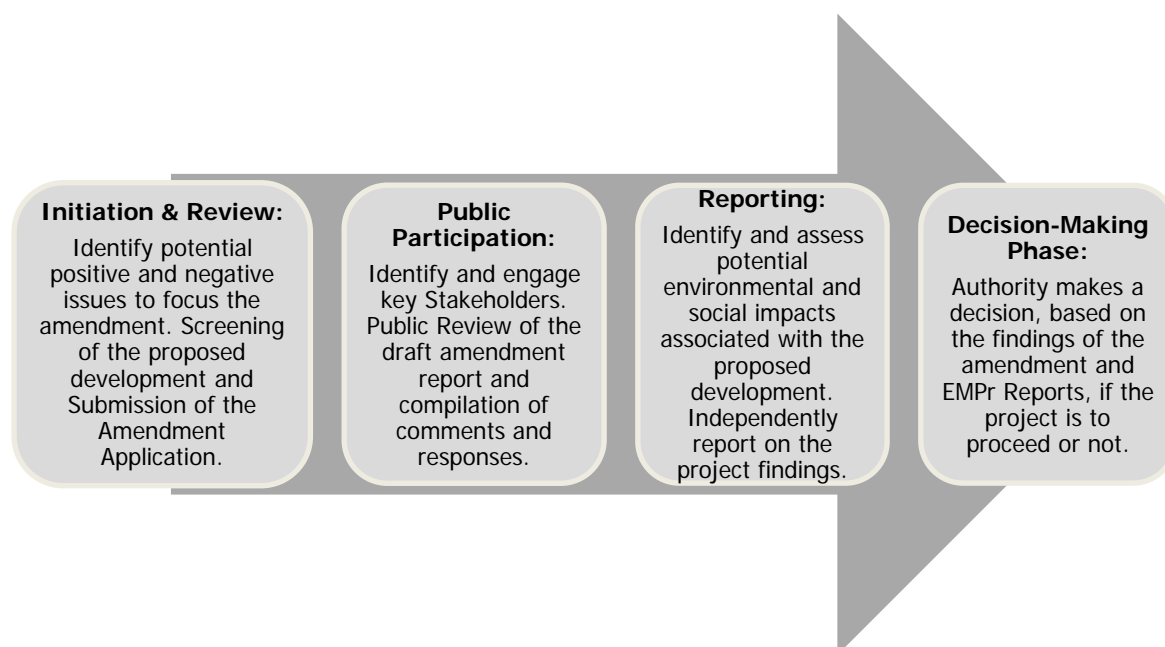 Initiation & Review:
Identify potential
positive and negative
issues to focus the
amendment. Screening
of the proposed
development and
Submission of the
Amendment
Application.
Public
Participation:
Identify and engage
key Stakeholders.
Public Review of the
draft amendment
report and
compilation of
comments and
responses.
Reporting:
Identify and assess
potential
environmental and
social impacts
associated with the
proposed
development.
Independently
report on the
project findings.
Decision-Making
Phase:
Authority makes a
decision, based on
the findings of the
amendment and
EMPr Reports, if the
project is to
proceed or not.